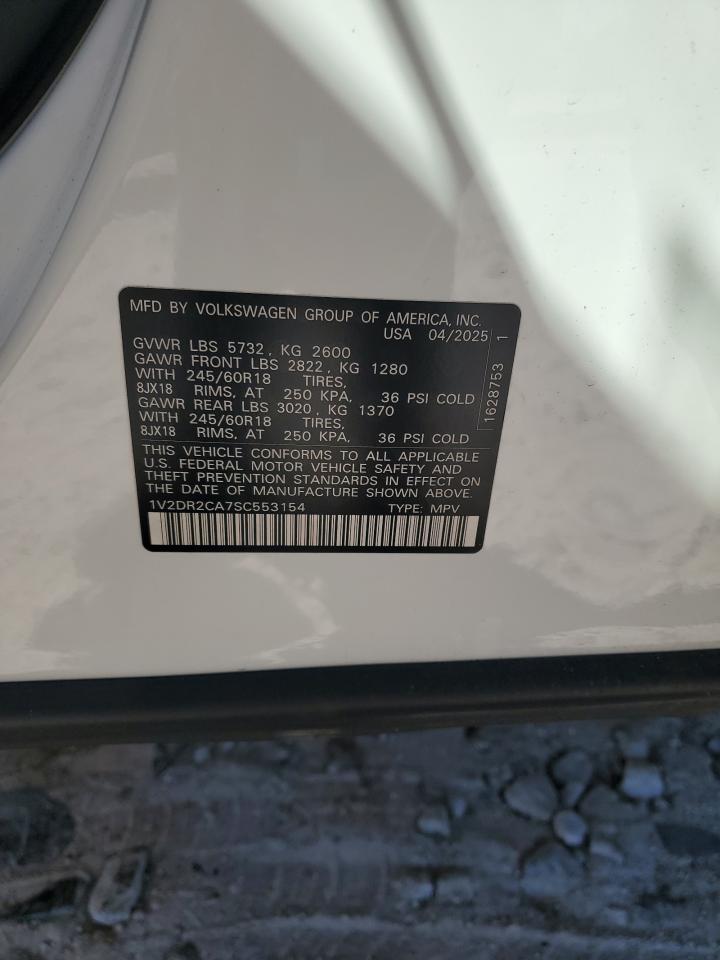 MFD BY VOLKSWAGEN GROUP OF AMERICA, INC.
USA 04/2025
GVWR LBS 5732, KG 2600
GAWR FRONT LBS 2822, KG 1280
WITH 245/60R18 TIRES,
8JX18 RIMS, AT 250 KPA, 36 PSI COLD
GAWR REAR LBS 3020, KG 1370
WITH 245/60R18 TIRES,
8JX18 RIMS, AT 250 KPA, 36 PSI COLD
1628753 1
THIS VEHICLE CONFORMS TO ALL APPLICABLE
U.S. FEDERAL MOTOR VEHICLE SAFETY AND
THEFT PREVENTION STANDARDS IN EFFECT ON
THE DATE OF MANUFACTURE SHOWN ABOVE.
1V2DR2CA7SC553154 TYPE: MPV